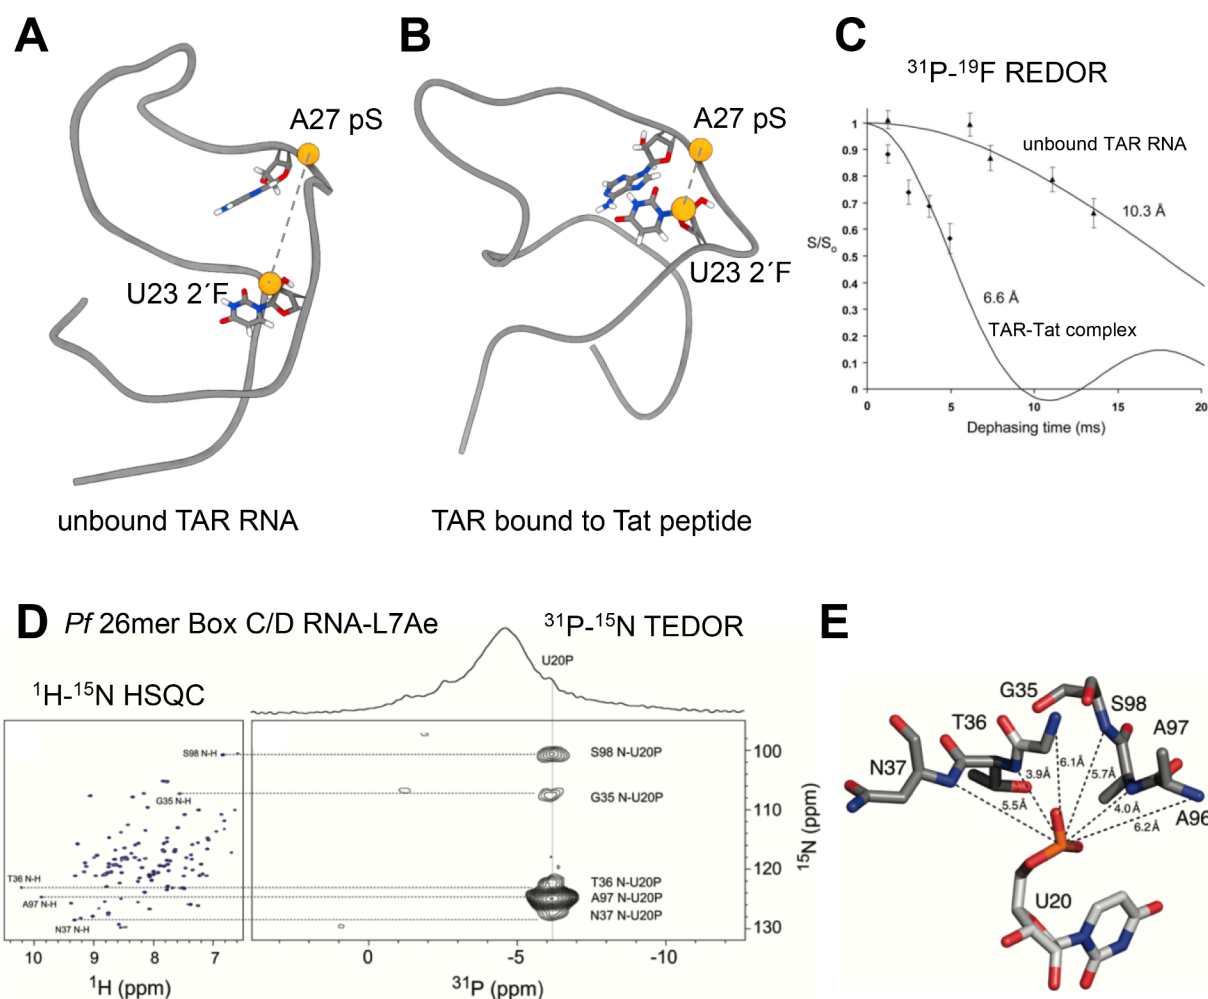 A
A27 pS
U23 2´F
unbound TAR RNA
B
A27 pS
U23 2´F
TAR bound to Tat peptide
C
31P-19F REDOR
S/So
1
0.9
0.8
0.7
0.6
0.5
0.4
0.3
0.2
0.1
0
unbound TAR RNA
10.3 Å
6.6 Å
TAR-Tat complex
0 5 10 15 20
Dephasing time (ms)
D
Pf 26mer Box C/D RNA-L7Ae
31P-15N TEDOR
U20P
1H-15N HSQC
S98 N-H
G35 N-H
T36 N-H
A97 N-H
N37 N-H
S98 N-U20P
G35 N-U20P
T36 N-U20P
A97 N-U20P
N37 N-U20P
100
110
120
130
15N (ppm)
10 9 8 7
1H (ppm)
0 -5 -10
31P (ppm)
E
G35
S98
T36
A97
N37
3.9Å
6.1Å
5.7Å
5.5Å
4.0Å
6.2Å
A96
U20